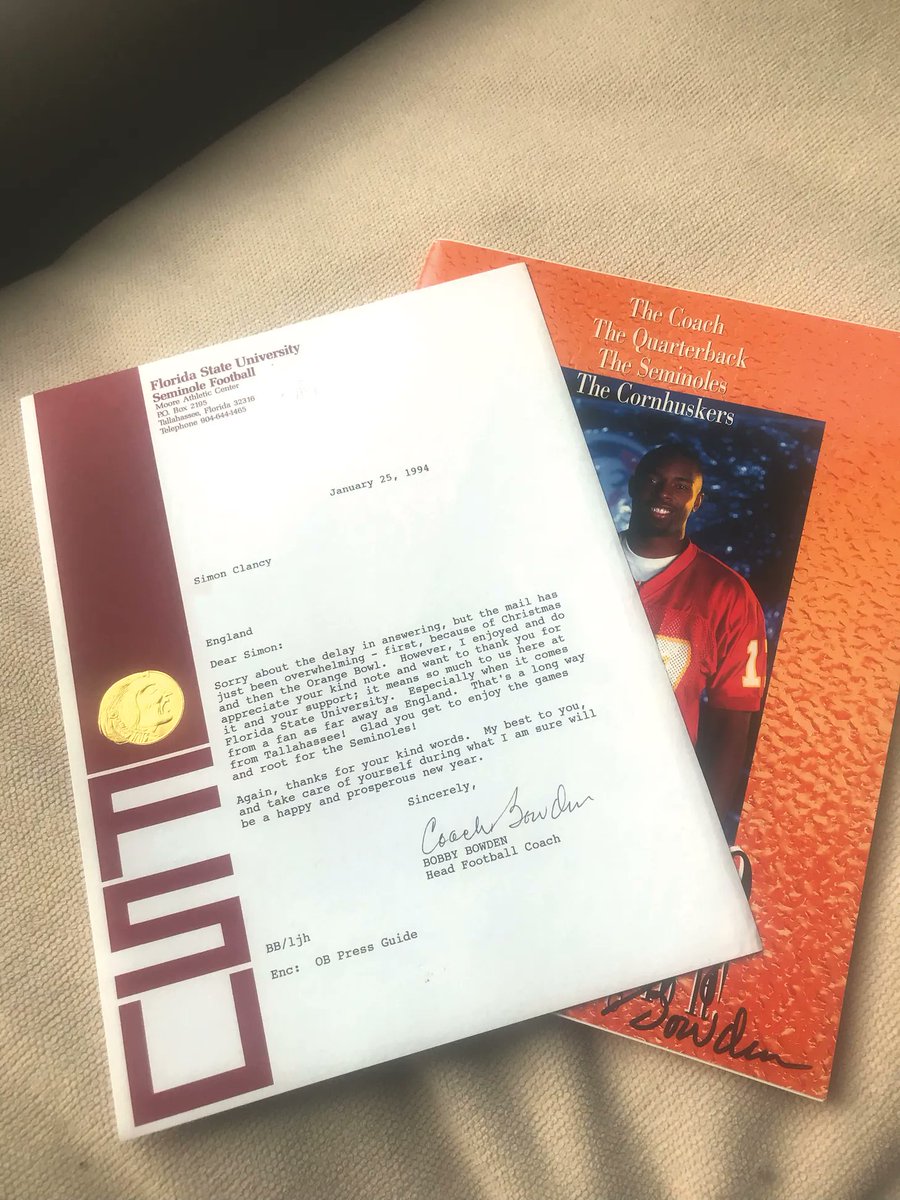 Florida State University
Seminole Football
Moore Athletic Center
P.O. Box 2195
Tallahassee, Florida 32316
Telephone 904-644-1465
January 25, 1994
Simon Clancy
England
Dear Simon:
Sorry about the delay in answering, but the mail has
just been overwhelming - first, because of Christmas
and then the Orange Bowl. However, I enjoyed and do
appreciate your kind note and want to thank you for
it and your support; it means so much to us here at
Florida State University. Especially when it comes
from a fan as far away as England. That's a long way
from Tallahassee! Glad you get to enjoy the games
and root for the Seminoles!
Again, thanks for your kind words. My best to you,
and take care of yourself during what I am sure will
be a happy and prosperous new year.
Sincerely,
Coach Bowden
BOBBY BOWDEN
Head Football Coach
BB/ljh
Enc: OB Press Guide
FSU
The Coach
The Quarterback
The Seminoles
The Cornhuskers
1
Bowden